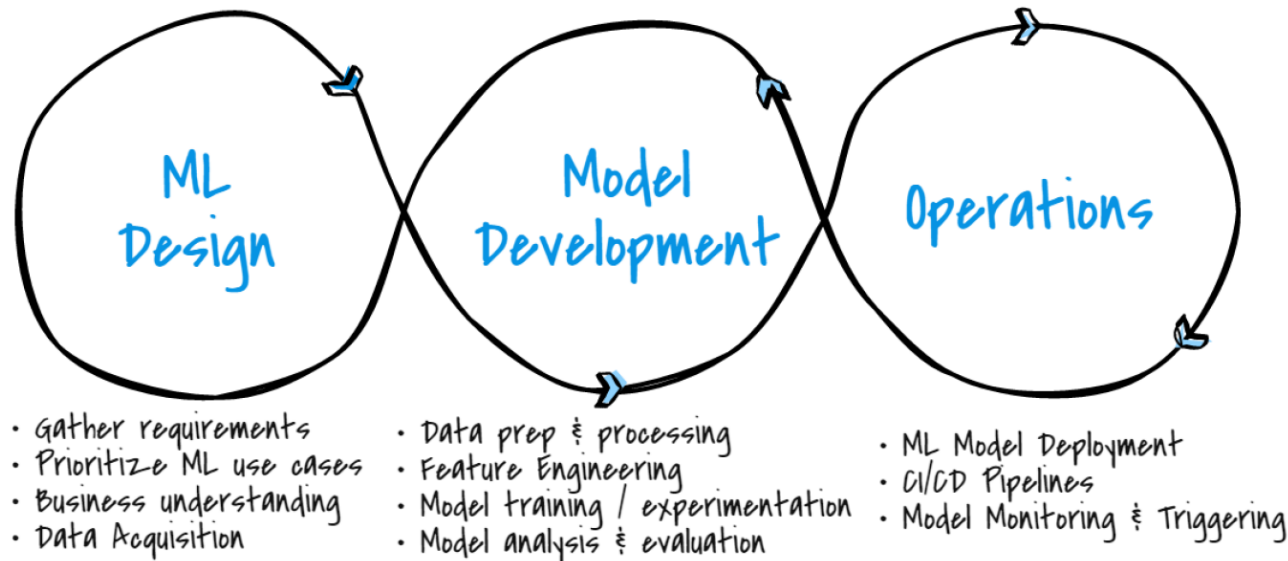 ML
Design
Model
Development
Operations
• Gather requirements
• Prioritize ML use cases
• Business understanding
• Data Acquisition
• Data prep & processing
• Feature Engineering
• Model training / experimentation
• Model analysis & evaluation
• ML Model Deployment
• CI/CD Pipelines
• Model Monitoring & Triggering